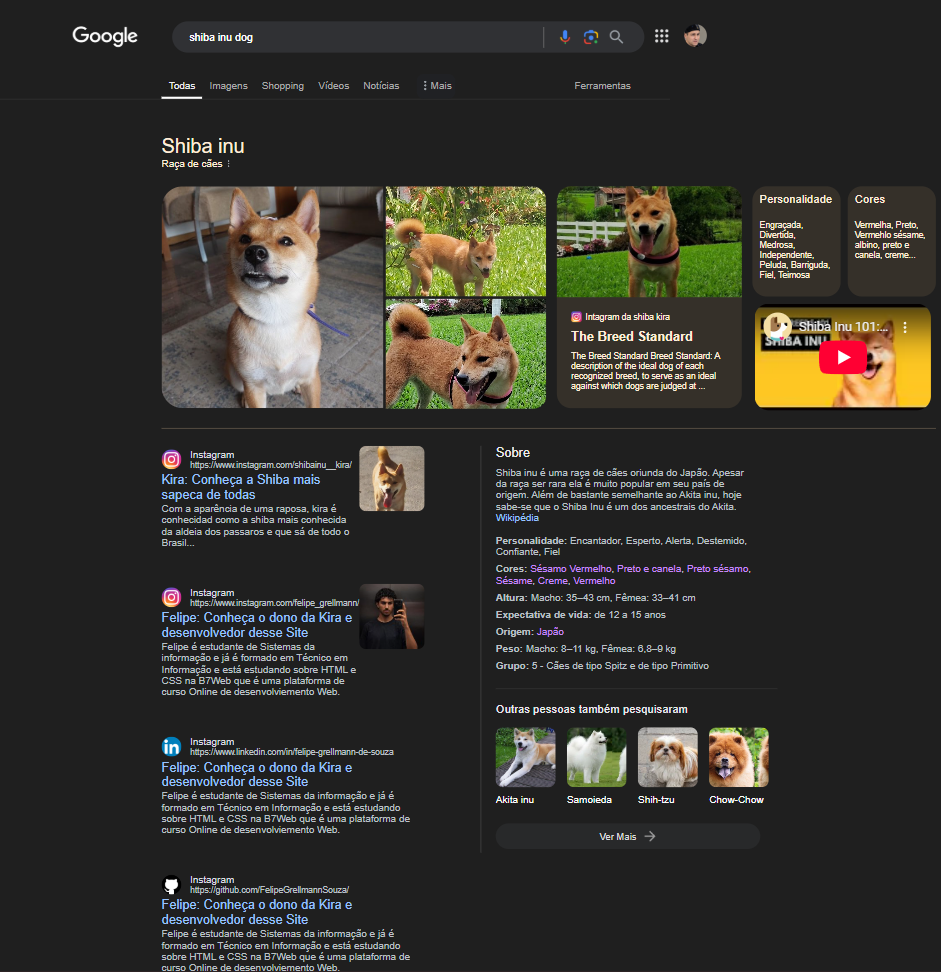 Google
shiba inu dog
Todas
Imagens
Shopping
Vídeos
Notícias
Mais
Ferramentas
Shiba inu
Raça de cães
Intagram da shiba kira
The Breed Standard
The Breed Standard Breed Standard: A
description of the ideal dog of each
recognized breed, to serve as an ideal
against which dogs are judged at ...
Personalidade
Engraçada,
Divertida,
Medrosa,
Independente,
Peluda, Barriguda,
Fiel, Teimosa
Cores
Vermelha, Preto,
Vermehlo sésame,
albino, preto e
canela, creme...
Shiba Inu 101:...
SHIBA INU
Instagram
https://www.instagram.com/shibainu__kira/
Kira: Conheça a Shiba mais
sapeca de todas
Com a aparência de uma raposa, kira é
conhecidad como a shiba mais conhecida
da aldeia dos passaros e que sá de todo o
Brasil...
Instagram
https://www.instagram.com/felipe_grellmann/
Felipe: Conheça o dono da Kira e
desenvolvedor desse Site
Felipe é estudante de Sistemas da
informação e já é formado em Técnico em
Informação e está estudando sobre HTML e
CSS na B7Web que é uma plataforma de
curso Online de desenvolviemento Web.
Instagram
https://www.linkedin.com/in/felipe-grellmann-de-souza
Felipe: Conheça o dono da Kira e
desenvolvedor desse Site
Felipe é estudante de Sistemas da informação e já é
formado em Técnico em Informação e está estudando
sobre HTML e CSS na B7Web que é uma plataforma de
curso Online de desenvolviemento Web.
Instagram
https://github.com/FelipeGrellmannSouza/
Felipe: Conheça o dono da Kira e
desenvolvedor desse Site
Felipe é estudante de Sistemas da informação e já é
formado em Técnico em Informação e está estudando
sobre HTML e CSS na B7Web que é uma plataforma de
curso Online de desenvolviemento Web.
Sobre
Shiba inu é uma raça de cães oriunda do Japão. Apesar
da raça ser rara ela é muito popular em seu país de
origem. Além de bastante semelhante ao Akita inu, hoje
sabe-se que o Shiba Inu é um dos ancestrais do Akita.
Wikipédia
Personalidade: Encantador, Esperto, Alerta, Destemido,
Confiante, Fiel
Cores: Sésamo Vermelho, Preto e canela, Preto sésamo,
Sésame, Creme, Vermelho
Altura: Macho: 35–43 cm, Fêmea: 33–41 cm
Expectativa de vida: de 12 a 15 anos
Origem: Japão
Peso: Macho: 8–11 kg, Fêmea: 6,8–9 kg
Grupo: 5 - Cães de tipo Spitz e de tipo Primitivo
Outras pessoas também pesquisaram
Akita inu
Samoieda
Shih-tzu
Chow-Chow
Ver Mais